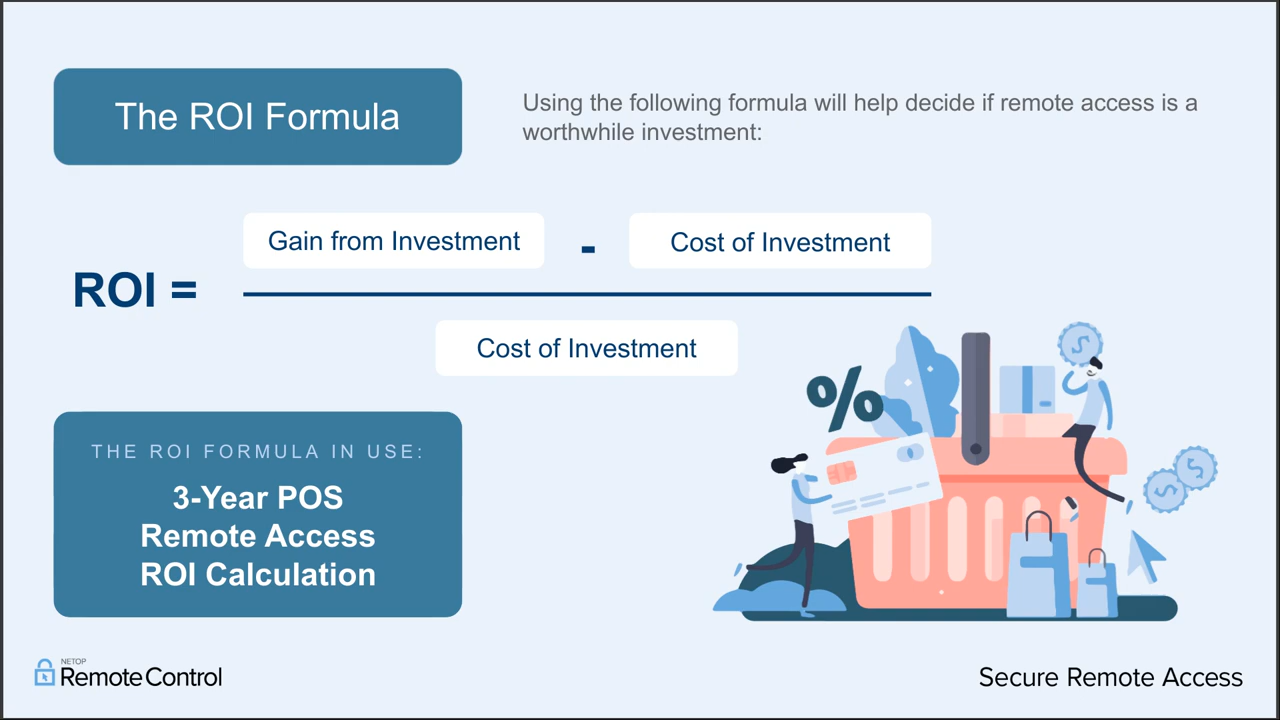 The ROI Formula
Using the following formula will help decide if remote access is a
worthwhile investment:
Gain from Investment - Cost of Investment
ROI =
Cost of Investment
%
THE ROI FORMULA IN USE:
3-Year POS
Remote Access
ROI Calculation
NETOP
RemoteControl
Secure Remote Access